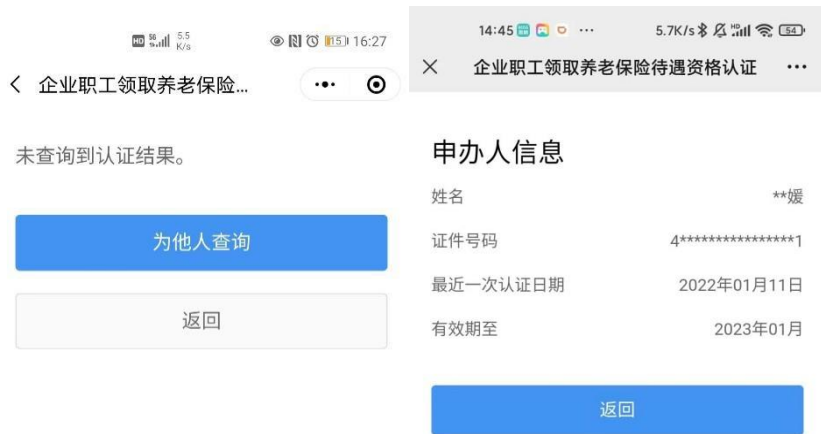 HD 5G 5.5 K/s 15 16:27
企业职工领取养老保险...
未查询到认证结果。
为他人查询
返回
14:45 ... 5.7K/s HD 54
企业职工领取养老保险待遇资格认证
申办人信息
姓名 **媛
证件号码 4****************1
最近一次认证日期 2022年01月11日
有效期至 2023年01月
返回